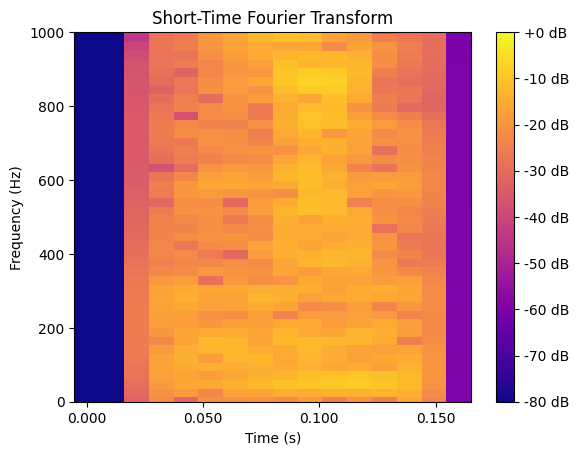 Short-Time Fourier Transform
Frequency (Hz)
1000
800
600
400
200
0
0.000
0.050
0.100
0.150
Time (s)
+0 dB
-10 dB
-20 dB
-30 dB
-40 dB
-50 dB
-60 dB
-70 dB
-80 dB